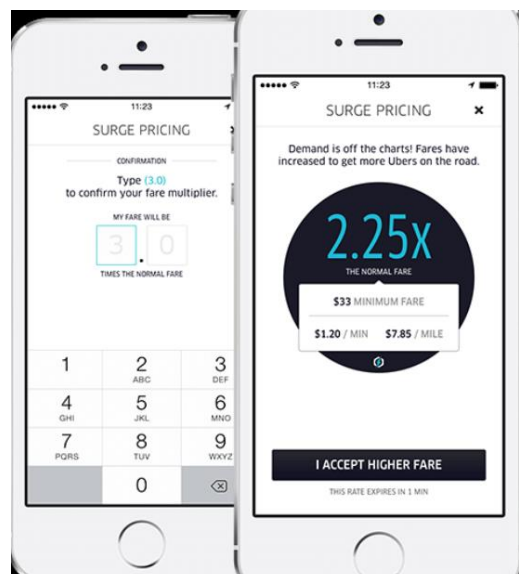 11:23
SURGE PRICING
CONFIRMATION
Type (3.0)
to confirm your fare multiplier.
MY FARE WILL BE
3 . 0
TIMES THE NORMAL FARE
1
2
ABC
3
DEF
4
GHI
5
JKL
6
MNO
7
PQRS
8
TUV
9
WXYZ
0
11:23
SURGE PRICING ×
Demand is off the charts! Fares have
increased to get more Ubers on the road.
2.25x
THE NORMAL FARE
$33 MINIMUM FARE
$1.20 / MIN $7.85 / MILE
I ACCEPT HIGHER FARE
THIS RATE EXPIRES IN 1 MIN